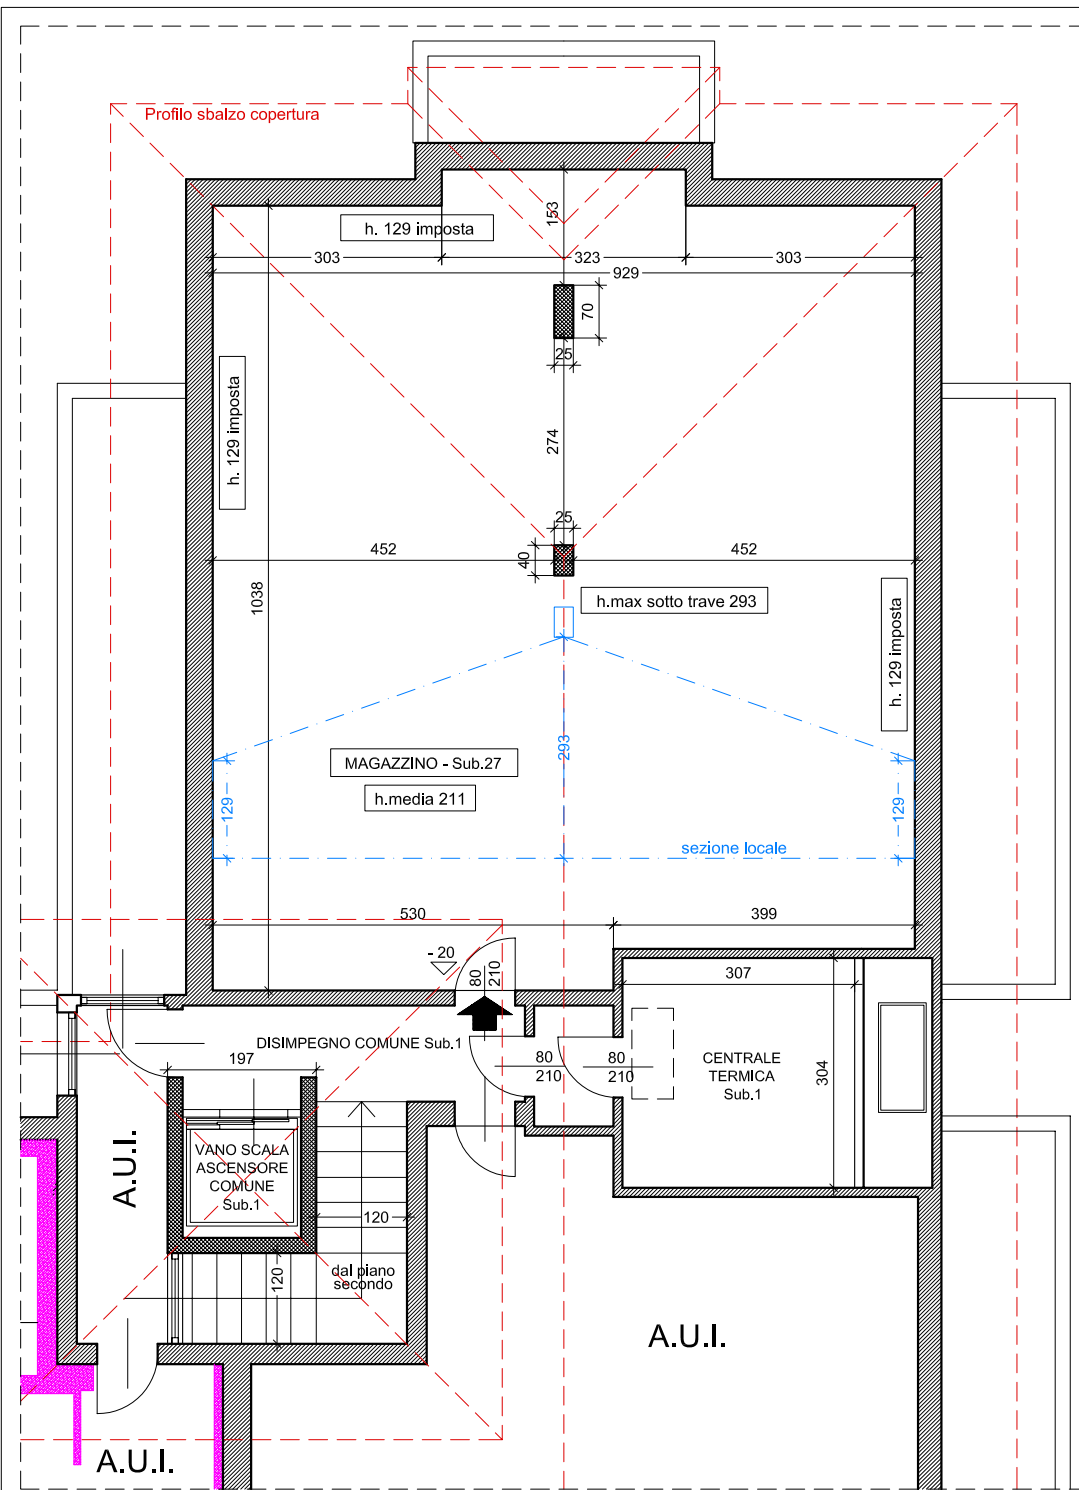 Profilo sbalzo copertura
153
h. 129 imposta
303
323
303
929
70
25
h. 129 imposta
274
25
452
40
452
1038
h.max sotto trave 293
h. 129 imposta
293
MAGAZZINO - Sub.27
h.media 211
129
129
sezione locale
530
399
- 20
80
210
307
DISIMPEGNO COMUNE Sub.1
197
80
210
80
210
CENTRALE
TERMICA
Sub.1
304
A.U.I.
VANO SCALA
ASCENSORE
COMUNE
Sub.1
120
120
dal piano
secondo
A.U.I.
A.U.I.